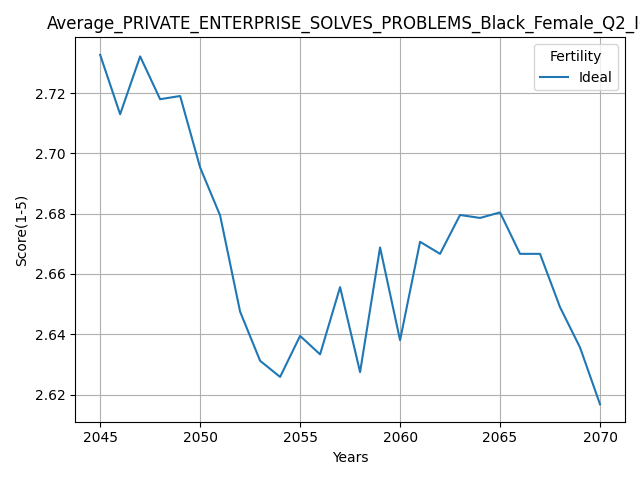 Average_PRIVATE_ENTERPRISE_SOLVES_PROBLEMS_Black_Female_Q2_I
Fertility
Ideal
2.72
2.70
2.68
2.66
2.64
2.62
Score(1-5)
2045 2050 2055 2060 2065 2070
Years